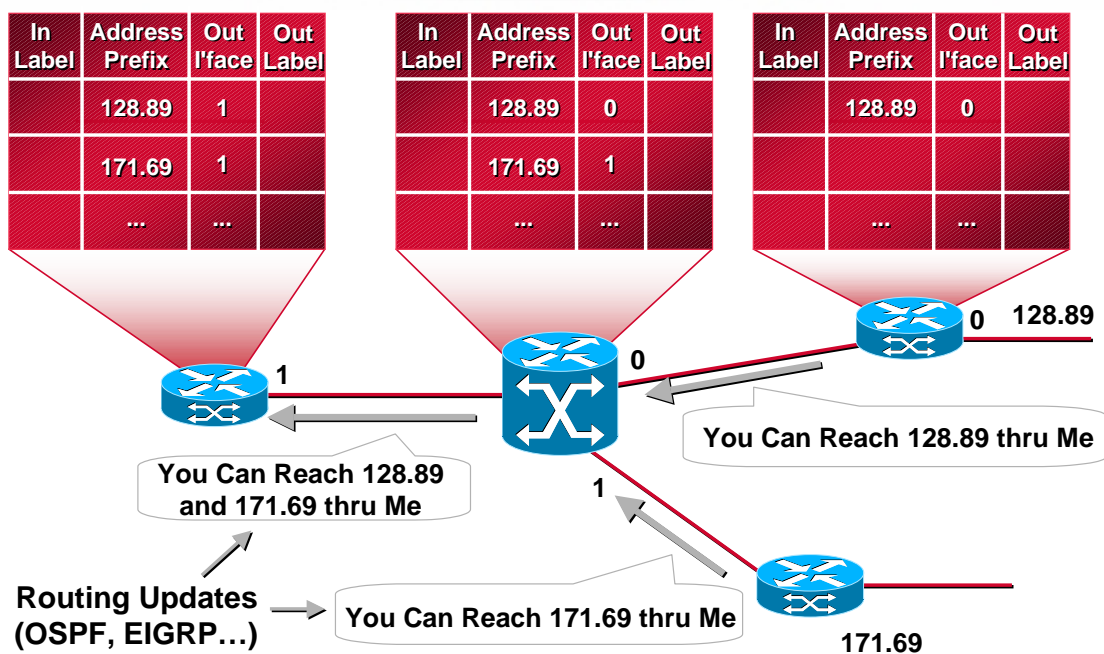 In Label Address Prefix Out I'face Out Label
128.89 1
171.69 1
... ...
In Label Address Prefix Out I'face Out Label
128.89 0
171.69 1
... ...
In Label Address Prefix Out I'face Out Label
128.89 0
... ...
1
0
0 128.89
You Can Reach 128.89 thru Me
You Can Reach 128.89
and 171.69 thru Me
1
Routing Updates
(OSPF, EIGRP...)
You Can Reach 171.69 thru Me
171.69